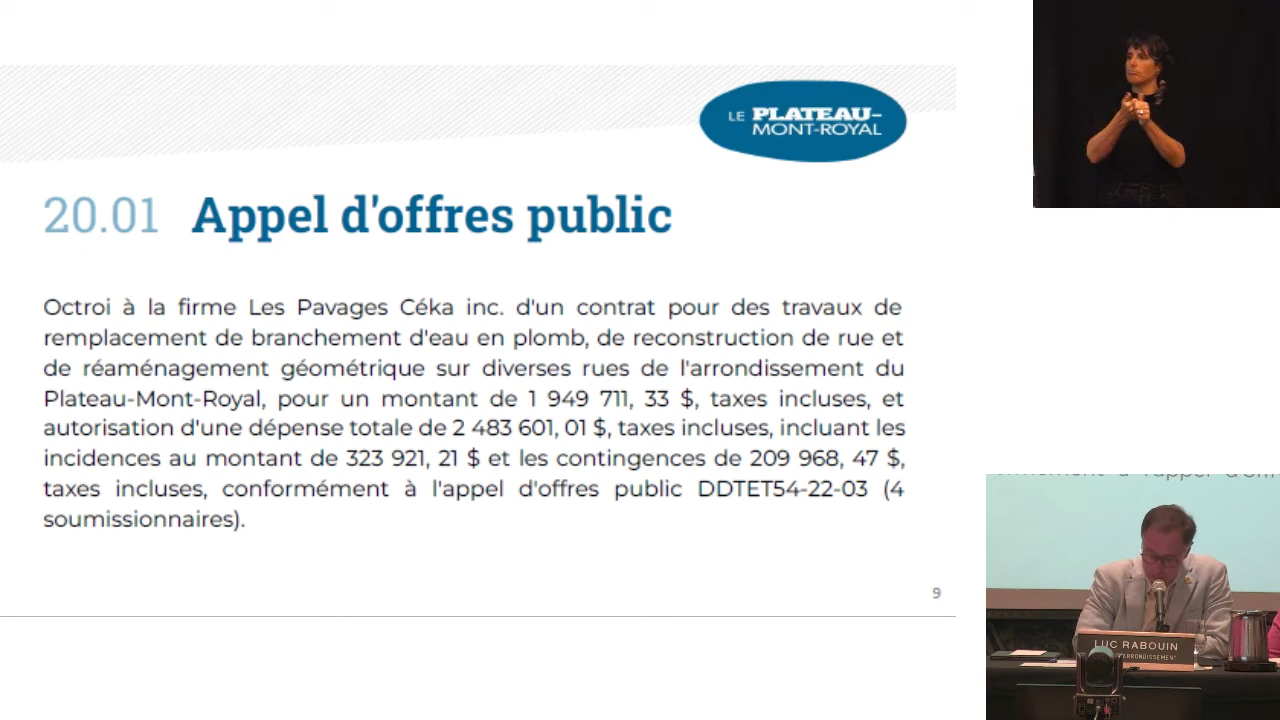 LE PLATEAU-
MONT-ROYAL
20.01 Appel d'offres public
Octroi à la firme Les Pavages Céka inc. d'un contrat pour des travaux de
remplacement de branchement d'eau en plomb, de reconstruction de rue et
de réaménagement géométrique sur diverses rues de l'arrondissement du
Plateau-Mont-Royal, pour un montant de 1 949 711, 33 $, taxes incluses, et
autorisation d'une dépense totale de 2 483 601, 01 $, taxes incluses, incluant les
incidences au montant de 323 921, 21 $ et les contingences de 209 968, 47 $,
taxes incluses, conformément à l'appel d'offres public DDTET54-22-03 (4
soumissionnaires).
9
l'appel d'off
LUC RABOUIN
ARRONDISSEMENT